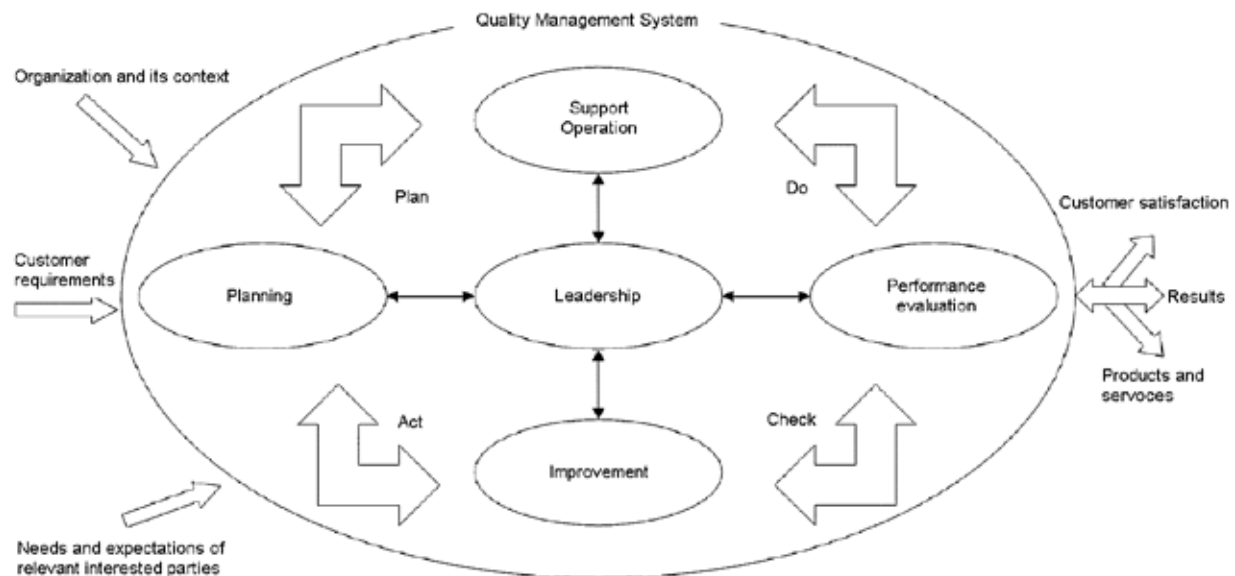 Quality Management System
Organization and its context
Support
Operation
Plan
Do
Customer satisfaction
Customer
requirements
Planning
Leadership
Performance
evaluation
Results
Products and
servoces
Act
Check
Improvement
Needs and expectations of
relevant interested parties